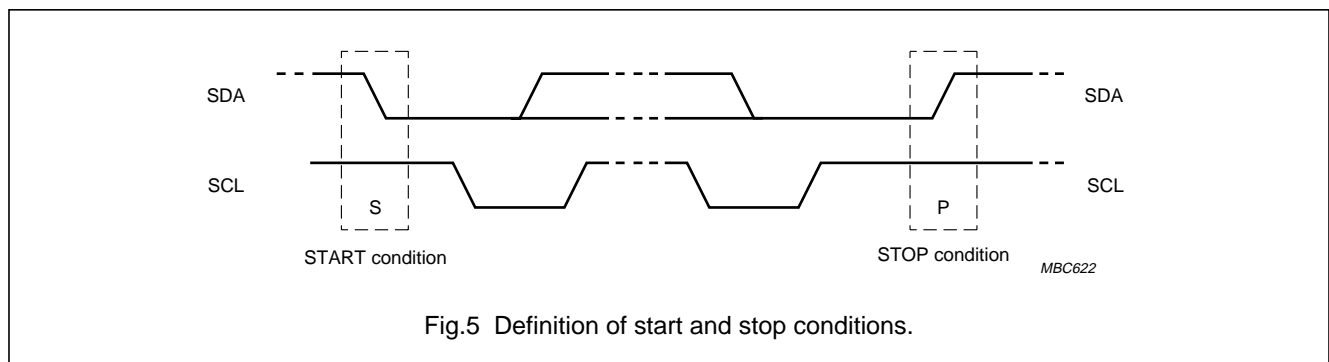 SDA
SDA
SCL
SCL
S
P
START condition
STOP condition
MBC622
Fig.5 Definition of start and stop conditions.